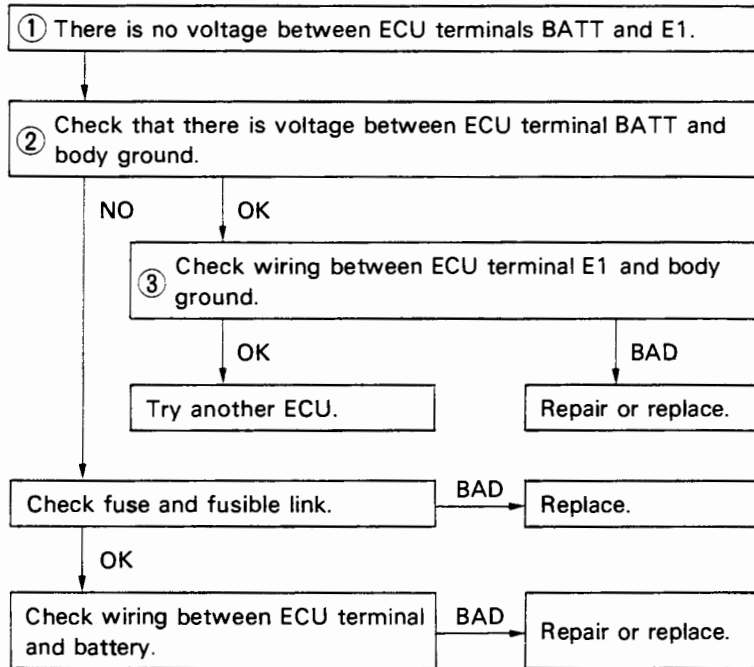 ① There is no voltage between ECU terminals BATT and E1.
② Check that there is voltage between ECU terminal BATT and
body ground.
NO
OK
③ Check wiring between ECU terminal E1 and body
ground.
OK
BAD
Try another ECU.
Repair or replace.
Check fuse and fusible link.
BAD
Replace.
OK
Check wiring between ECU terminal
and battery.
BAD
Repair or replace.